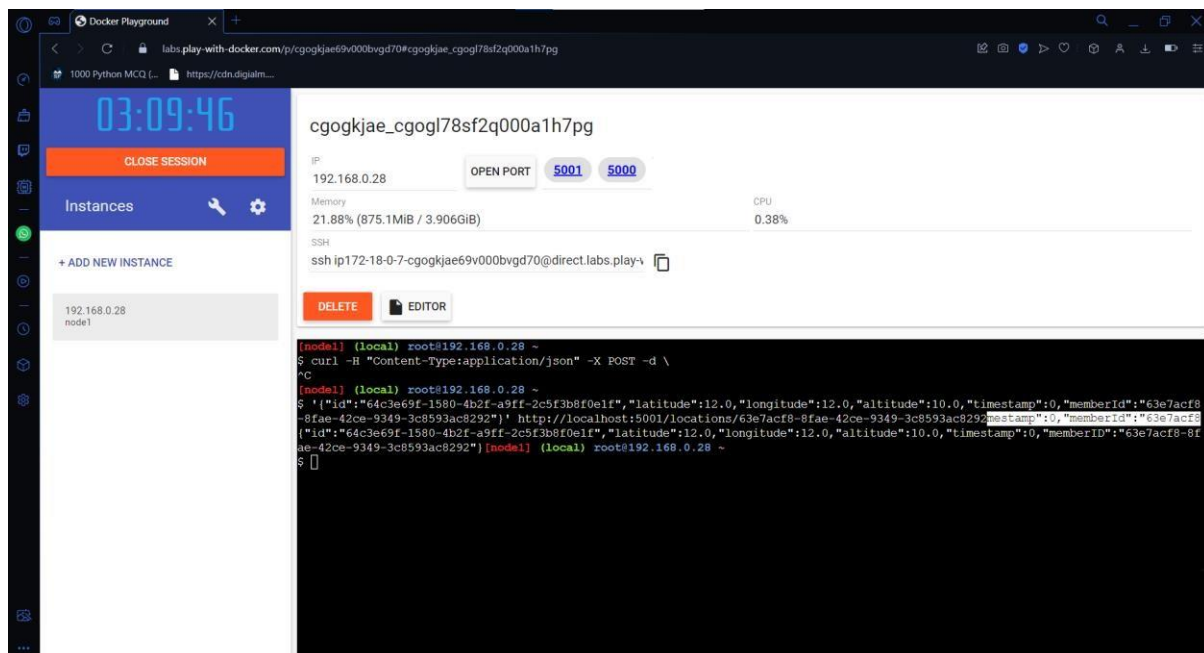 Docker Playground
labs.play-with-docker.com/p/cgogkjae69v000bvgd70#cgogkjae_cgogl78sf2q000a1h7pg
1000 Python MCQ (... https://cdn.digialm....
03:09:46
CLOSE SESSION
Instances
+ ADD NEW INSTANCE
192.168.0.28
node1
cgogkjae_cgogl78sf2q000a1h7pg
IP
192.168.0.28
OPEN PORT 5001 5000
Memory
21.88% (875.1MiB / 3.906GiB)
CPU
0.38%
SSH
ssh ip172-18-0-7-cgogkjae69v000bvgd70@direct.labs.play-v
DELETE EDITOR
[node1] (local) root@192.168.0.28 ~
$ curl -H "Content-Type:application/json" -X POST -d \
^C
[node1] (local) root@192.168.0.28 ~
$ '{"id":"64c3e69f-1580-4b2f-a9ff-2c5f3b8f0e1f","latitude":12.0,"longitude":12.0,"altitude":10.0,"timestamp":0,"memberId":"63e7acf8
-8fae-42ce-9349-3c8593ac8292"}' http://localhost:5001/locations/63e7acf8-8fae-42ce-9349-3c8593ac8292mestamp":0,"memberId":"63e7acf8
{"id":"64c3e69f-1580-4b2f-a9ff-2c5f3b8f0e1f","latitude":12.0,"longitude":12.0,"altitude":10.0,"timestamp":0,"memberID":"63e7acf8-8f
ae-42ce-9349-3c8593ac8292"}[node1] (local) root@192.168.0.28 ~
$